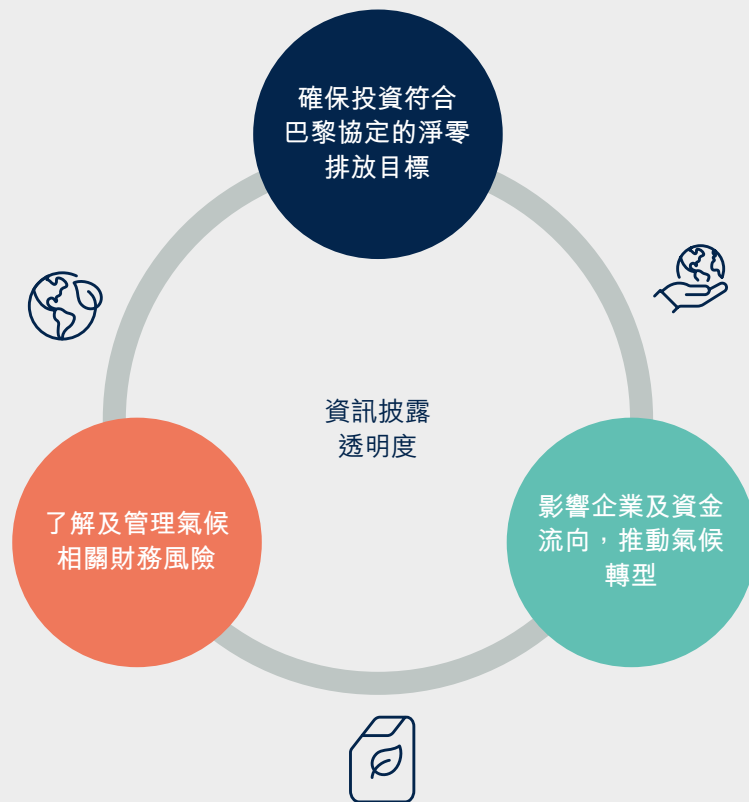 確保投資符合
巴黎協定的淨零
排放目標
資訊披露
透明度
了解及管理氣候
相關財務風險
影響企業及資金
流向，推動氣候
轉型